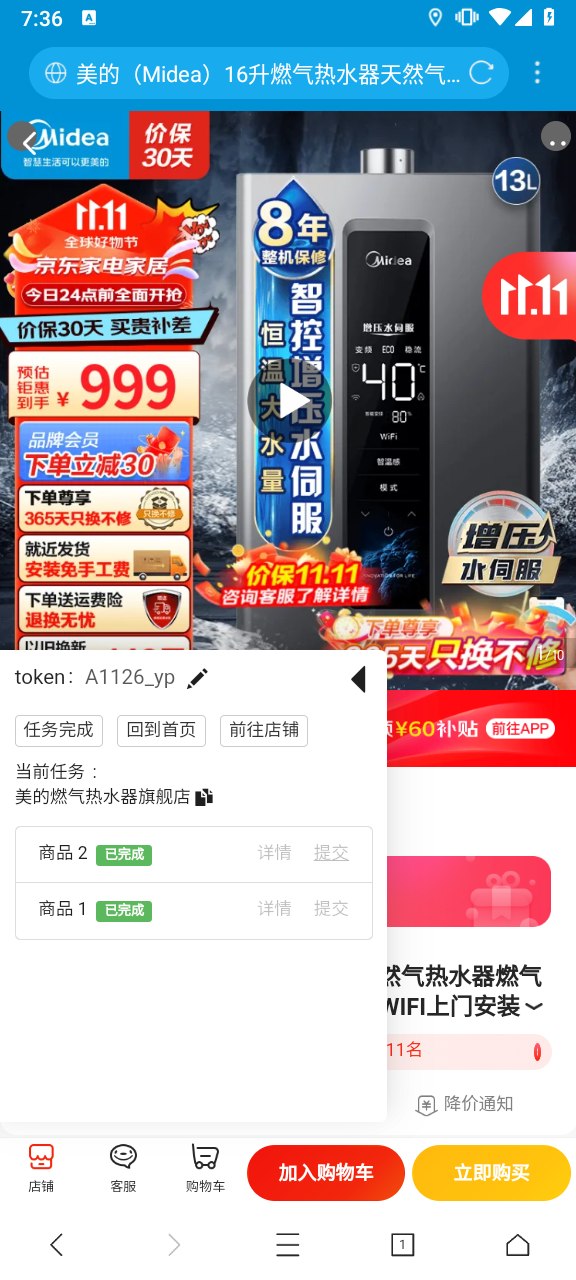 7:36
美的（Midea）16升燃气热水器天然气...
Midea
智慧生活可以更美的
价保
30天
13L
11.11
全球好物节
京东家电家居
今日24点前全面开抢
价保30天 买贵补差
预估
钜惠
到手
¥999
品牌会员
下单立减30
下单尊享
365天只换不修
只换不修
就近发货
安装免手工费
下单送运费险
退换无忧
以旧换新
8年
整机保修
智控增压水伺服
恒温大水量
Midea
增压水伺服
变频 ECO 稳流
40℃
80%
WiFi
智温感
模式
11.11
增压
水伺服
价保11.11
咨询客服了解详情
下单尊享
365天只换不修
1/10
token： A1126_yp
¥60补贴
前往APP
任务完成
回到首页
前往店铺
当前任务：
美的燃气热水器旗舰店
商品 2 已完成 详情 提交
商品 1 已完成 详情 提交
然气热水器燃气
WIFI上门安装
11名
降价通知
店铺
客服
购物车
加入购物车
立即购买
1